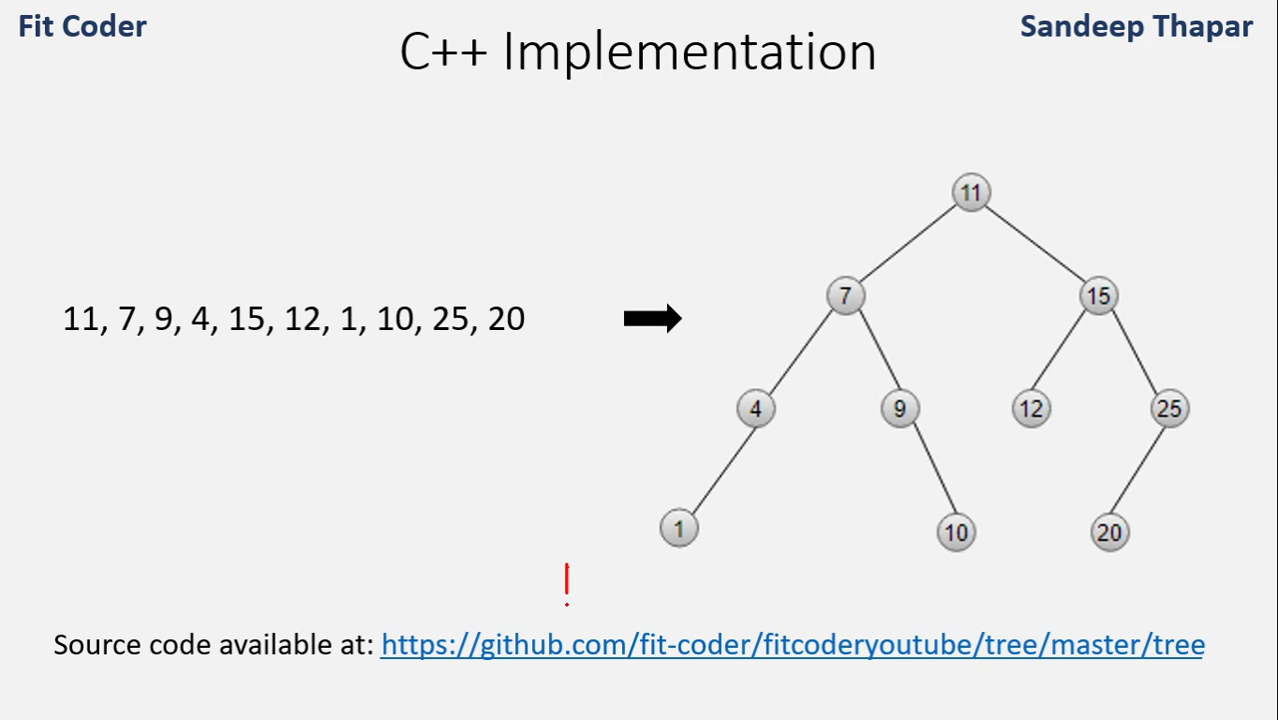 Fit Coder
Sandeep Thapar
C++ Implementation
11, 7, 9, 4, 15, 12, 1, 10, 25, 20
11
7
15
4
9
12
25
1
10
20
Source code available at: https://github.com/fit-coder/fitcoderyoutube/tree/master/tree